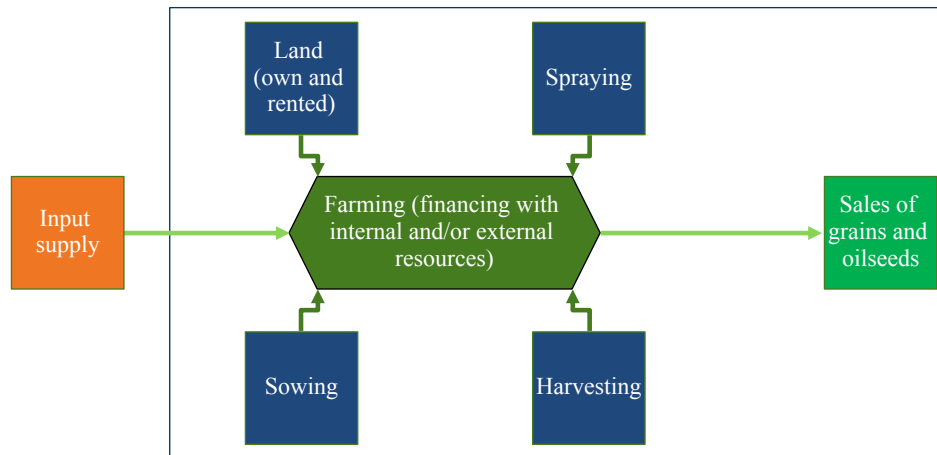 Land
(own and
rented)
Spraying
Input
supply
Farming (financing with
internal and/or external
resources)
Sales of
grains and
oilseeds
Sowing
Harvesting